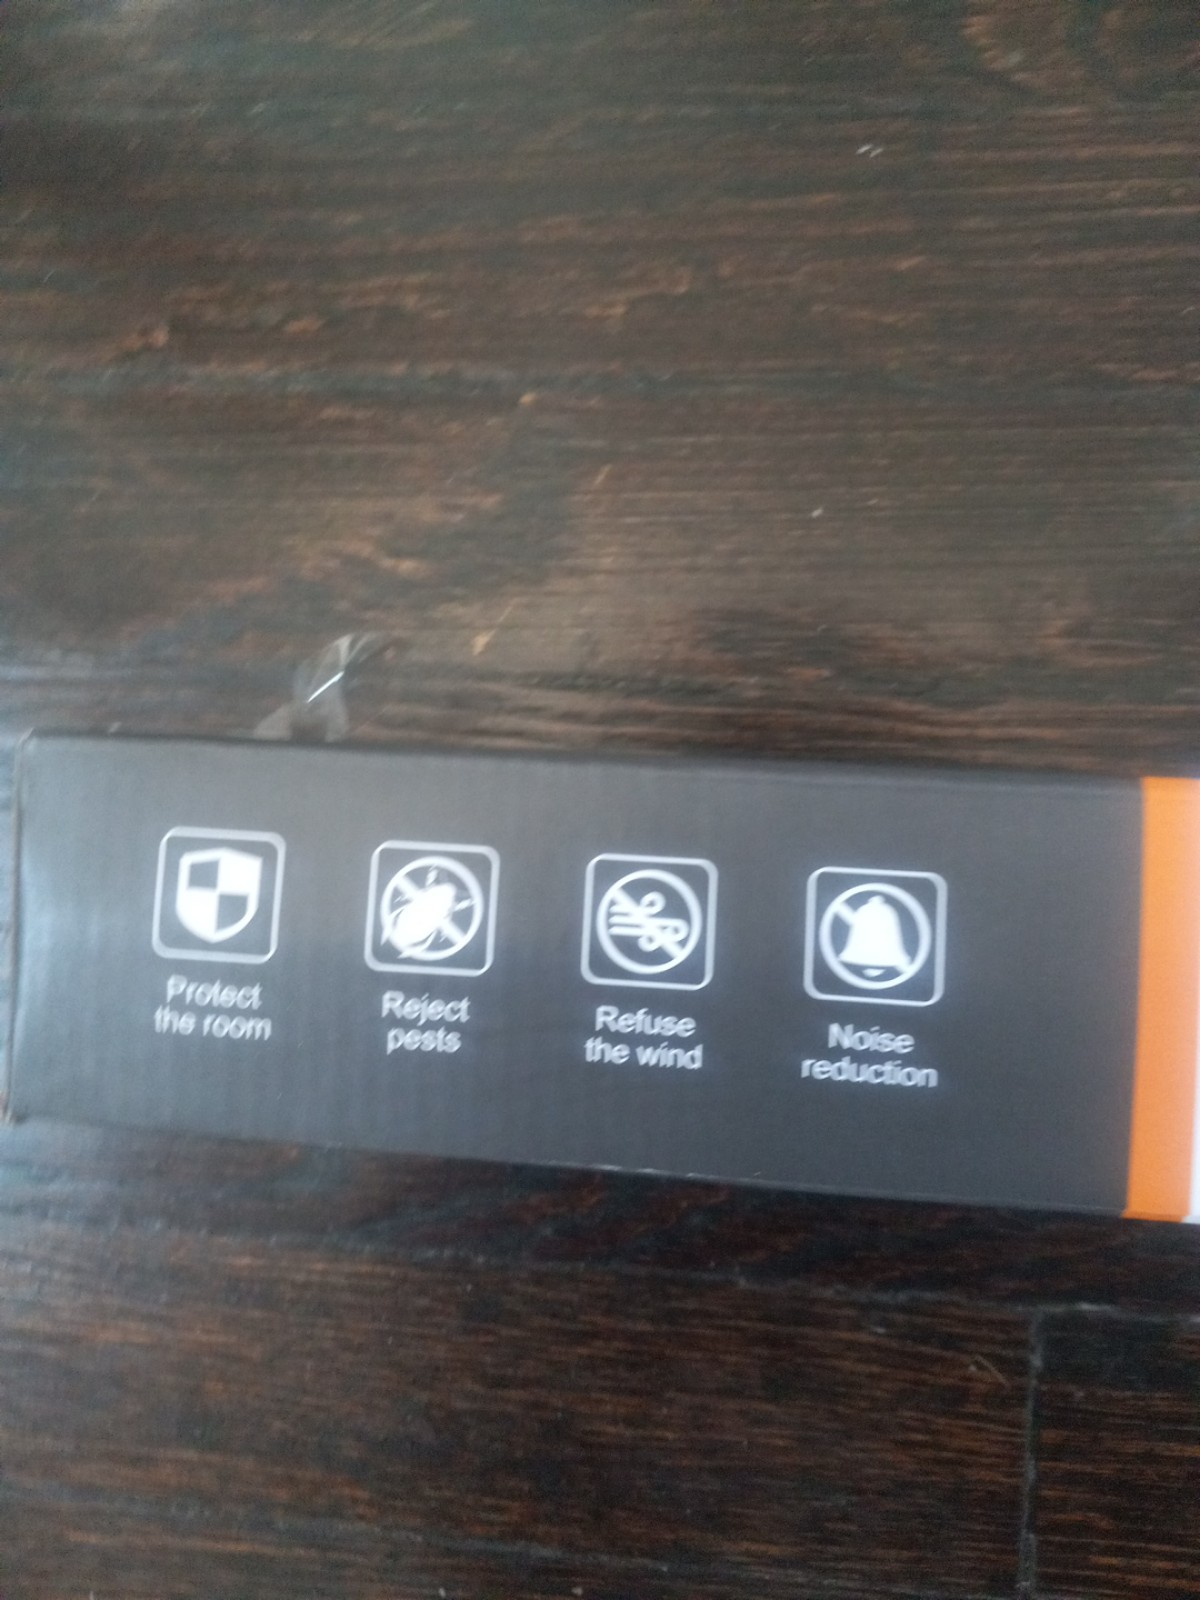 Protect
the room
Reject
pests
Refuse
the wind
Noise
reduction